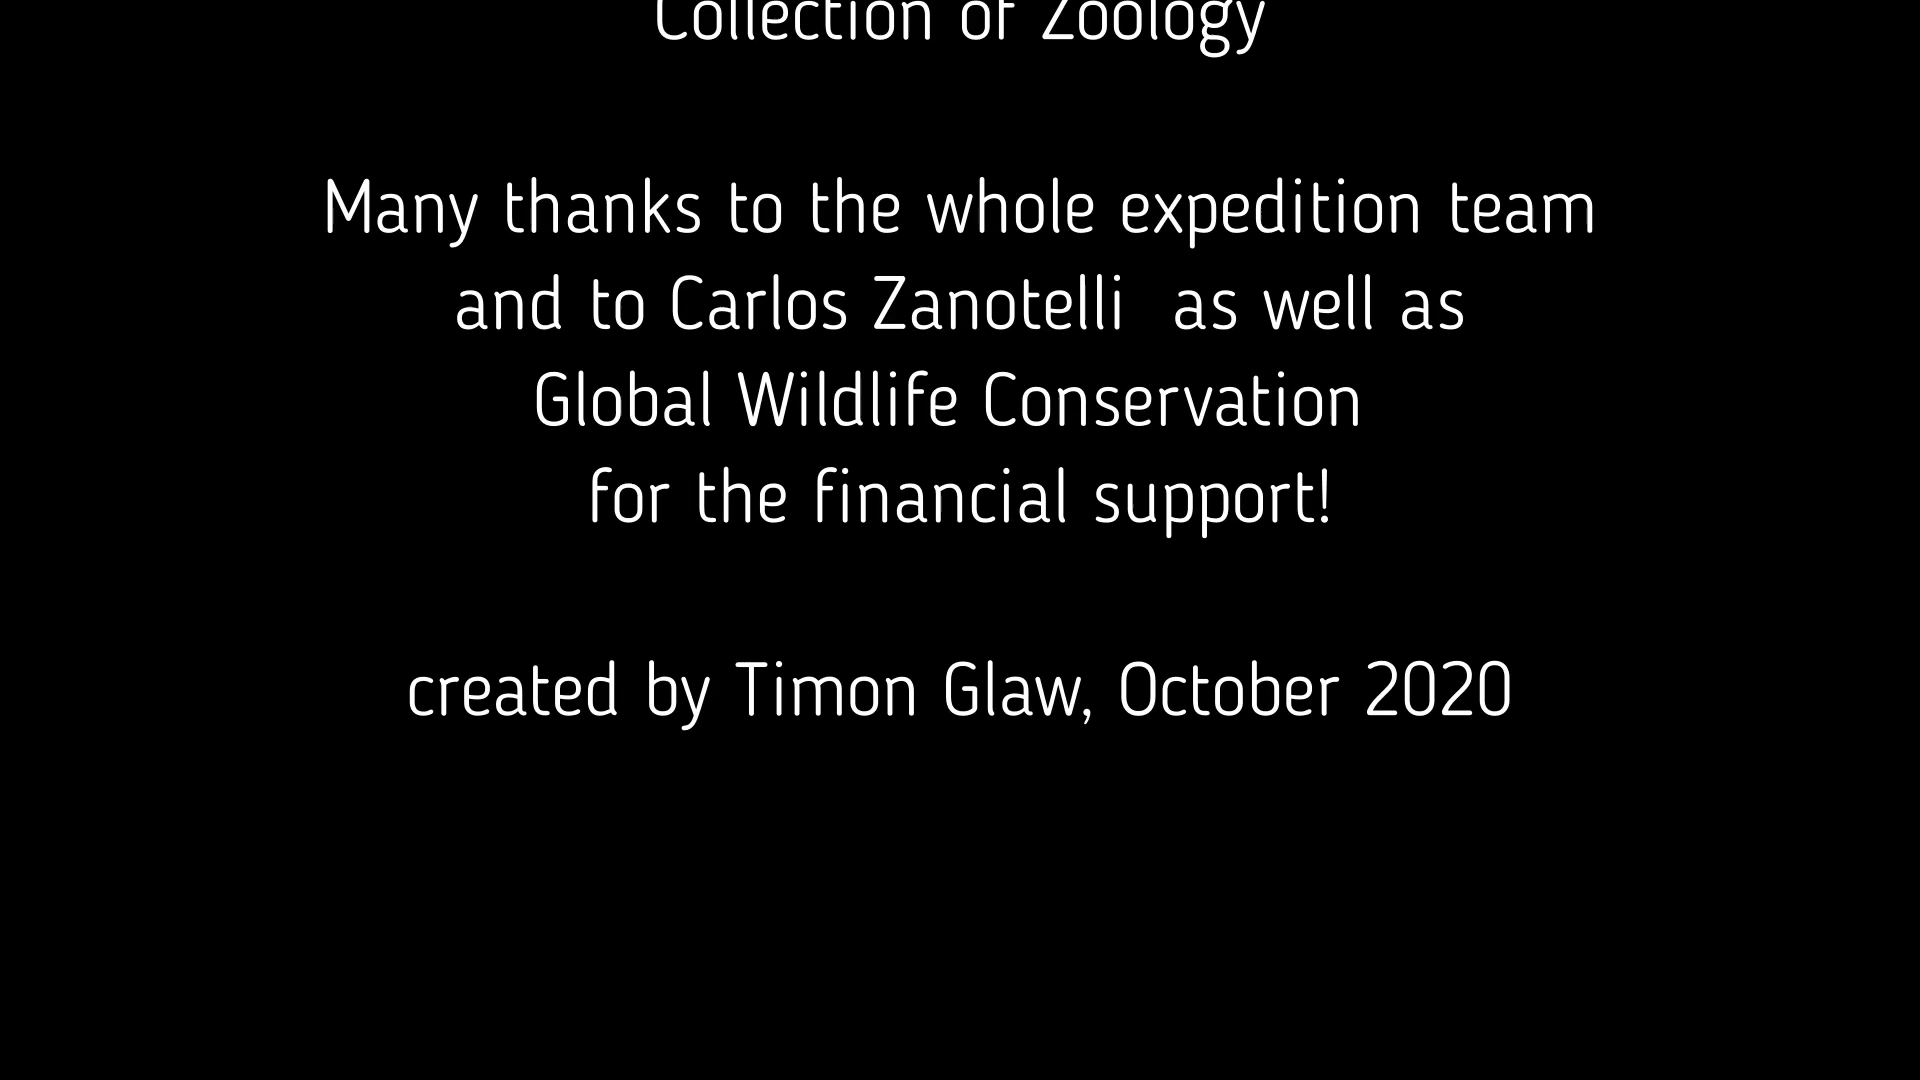 Collection of Zoology
Many thanks to the whole expedition team
and to Carlos Zanotelli  as well as
Global Wildlife Conservation
for the financial support!
created by Timon Glaw, October 2020